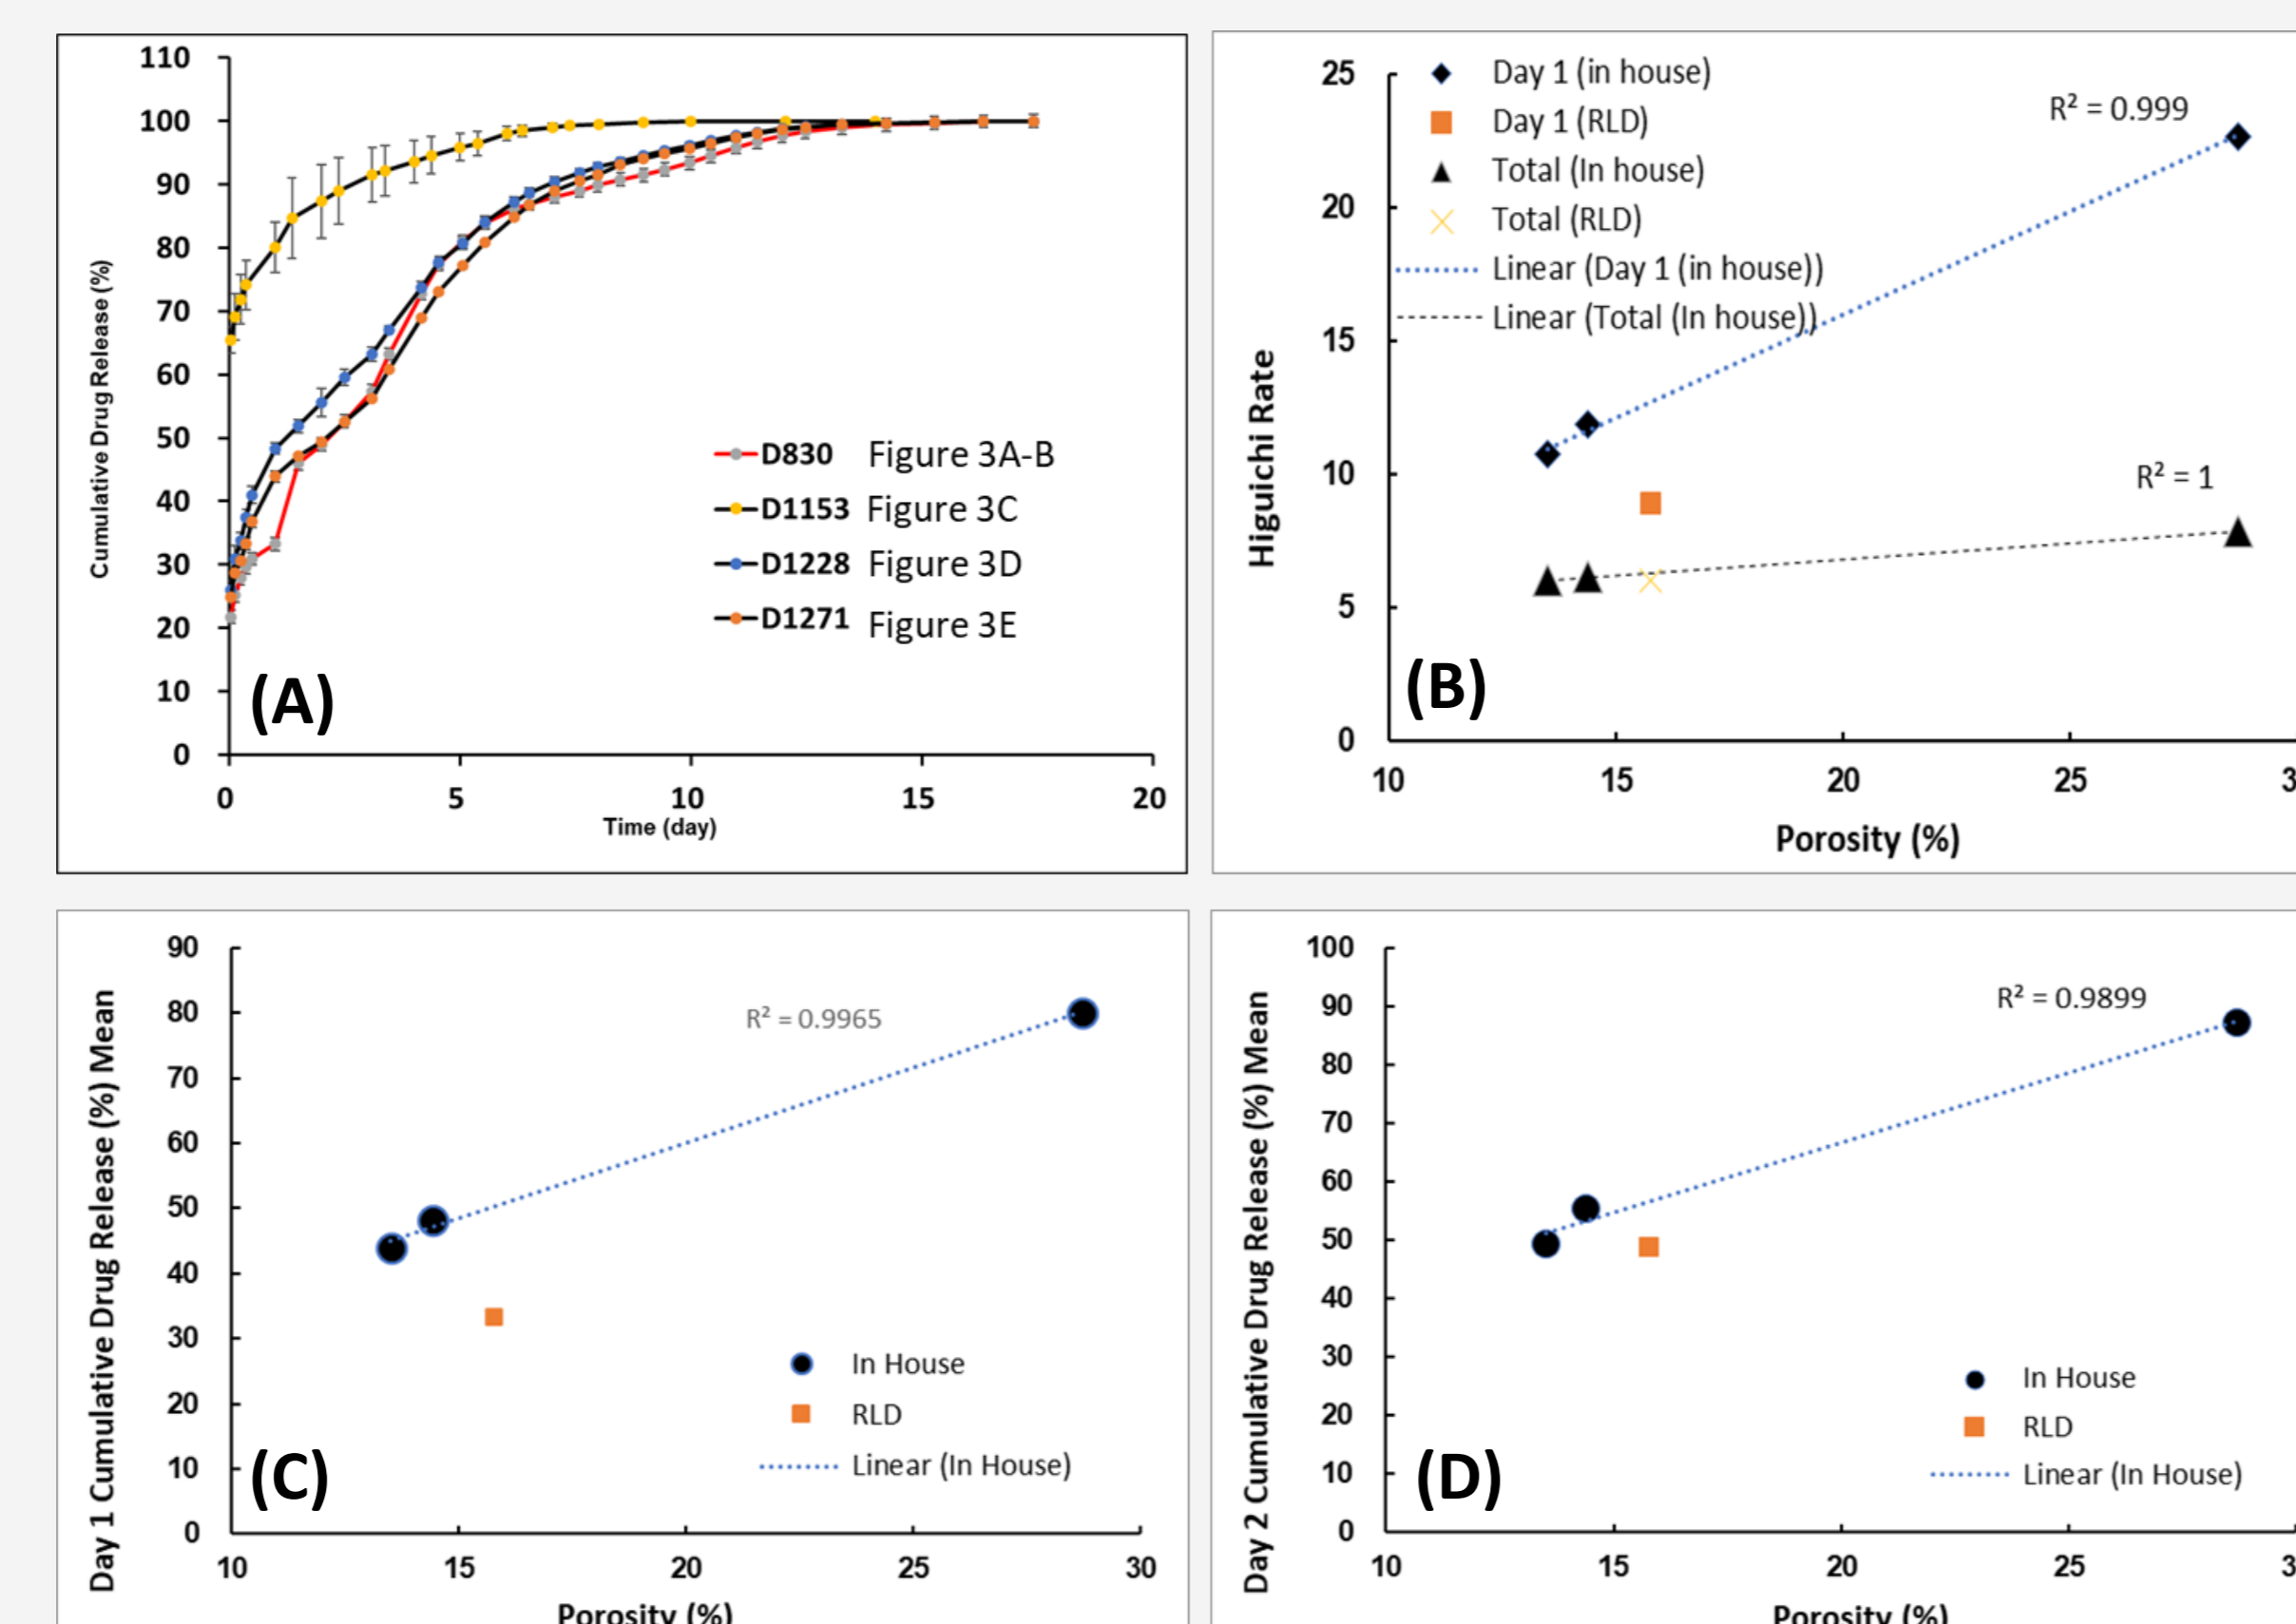 110
100
90
80
70
60
50
40
30
20
10
0
0 5 10 15 20
Cumulative Drug Release (%)
Time (day)
D830 Figure 3A-B
D1153 Figure 3C
D1228 Figure 3D
D1271 Figure 3E
(A)
25
20
15
10
5
0
10 15 20 25 3
Higuichi Rate
Porosity (%)
Day 1 (in house)
Day 1 (RLD)
Total (In house)
Total (RLD)
Linear (Day 1 (in house))
Linear (Total (In house))
R² = 0.999
R² = 1
(B)
90
80
70
60
50
40
30
20
10
0
10 15 20 25 30
Day 1 Cumulative Drug Release (%) Mean
Porosity (%)
R² = 0.9965
In House
RLD
Linear (In House)
(C)
100
90
80
70
60
50
40
30
20
10
0
10 15 20 25 3
Day 2 Cumulative Drug Release (%) Mean
Porosity (%)
R² = 0.9899
In House
RLD
Linear (In House)
(D)